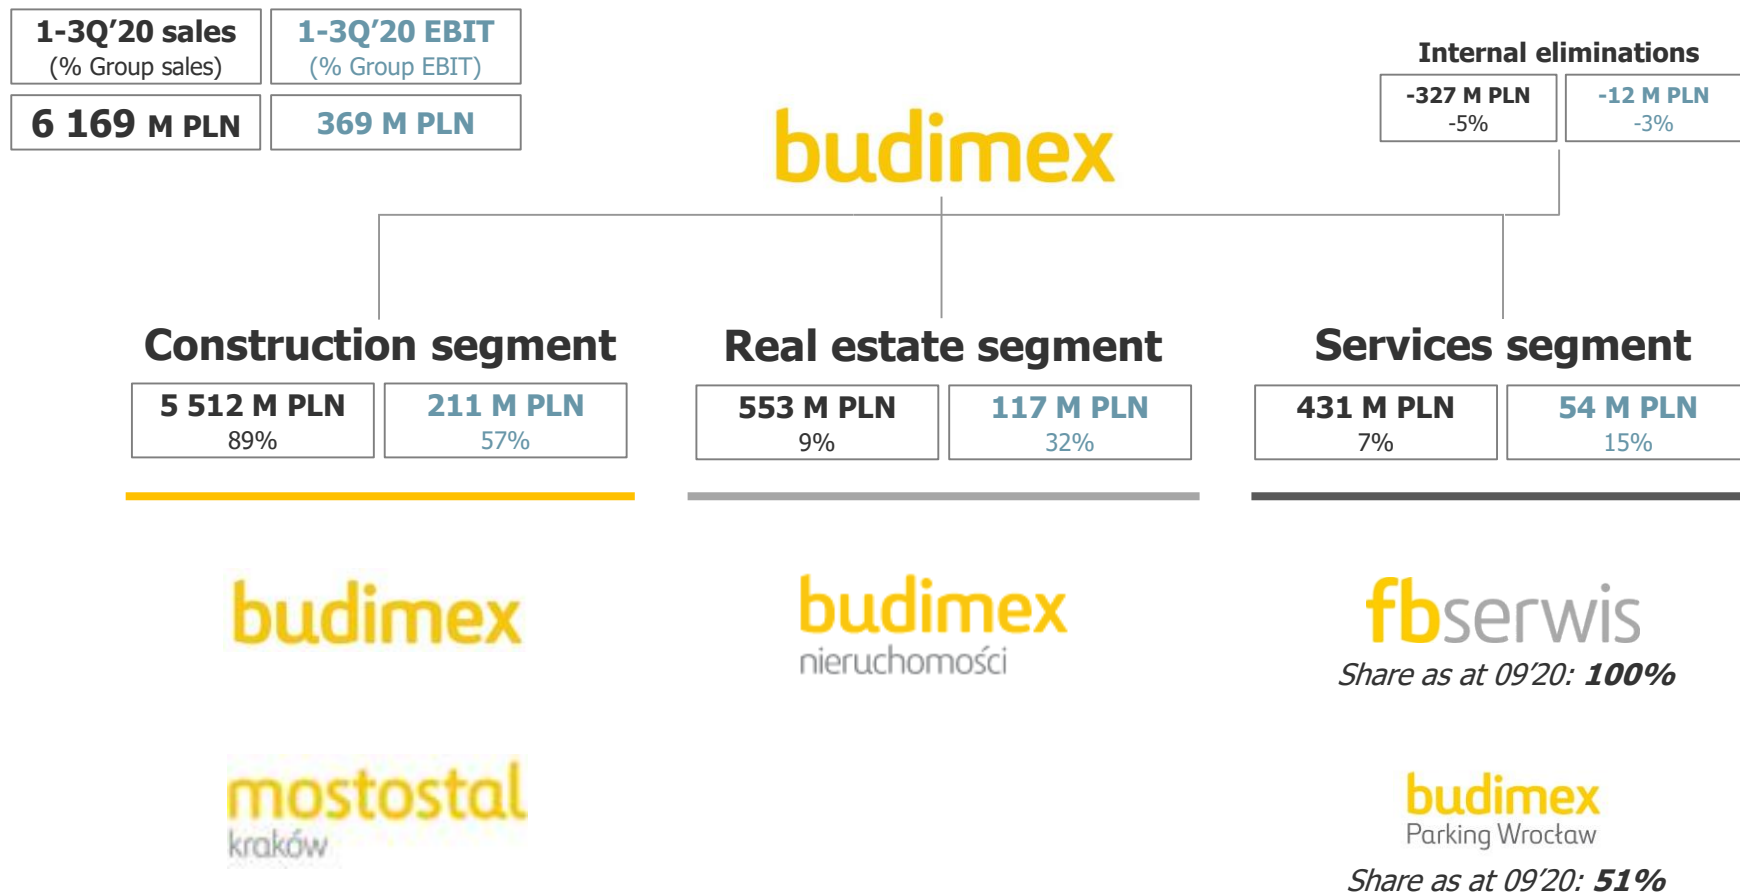 1-3Q’20 sales
(% Group sales)
1-3Q’20 EBIT
(% Group EBIT)
6 169 M PLN
369 M PLN
Internal eliminations
-327 M PLN
-5%
-12 M PLN
-3%
budimex
Construction segment
5 512 M PLN
89%
211 M PLN
57%
Real estate segment
553 M PLN
9%
117 M PLN
32%
Services segment
431 M PLN
7%
54 M PLN
15%
budimex
mostostal
kraków
budimex
nieruchomości
fbserwis
Share as at 09’20: 100%
budimex
Parking Wrocław
Share as at 09’20: 51%